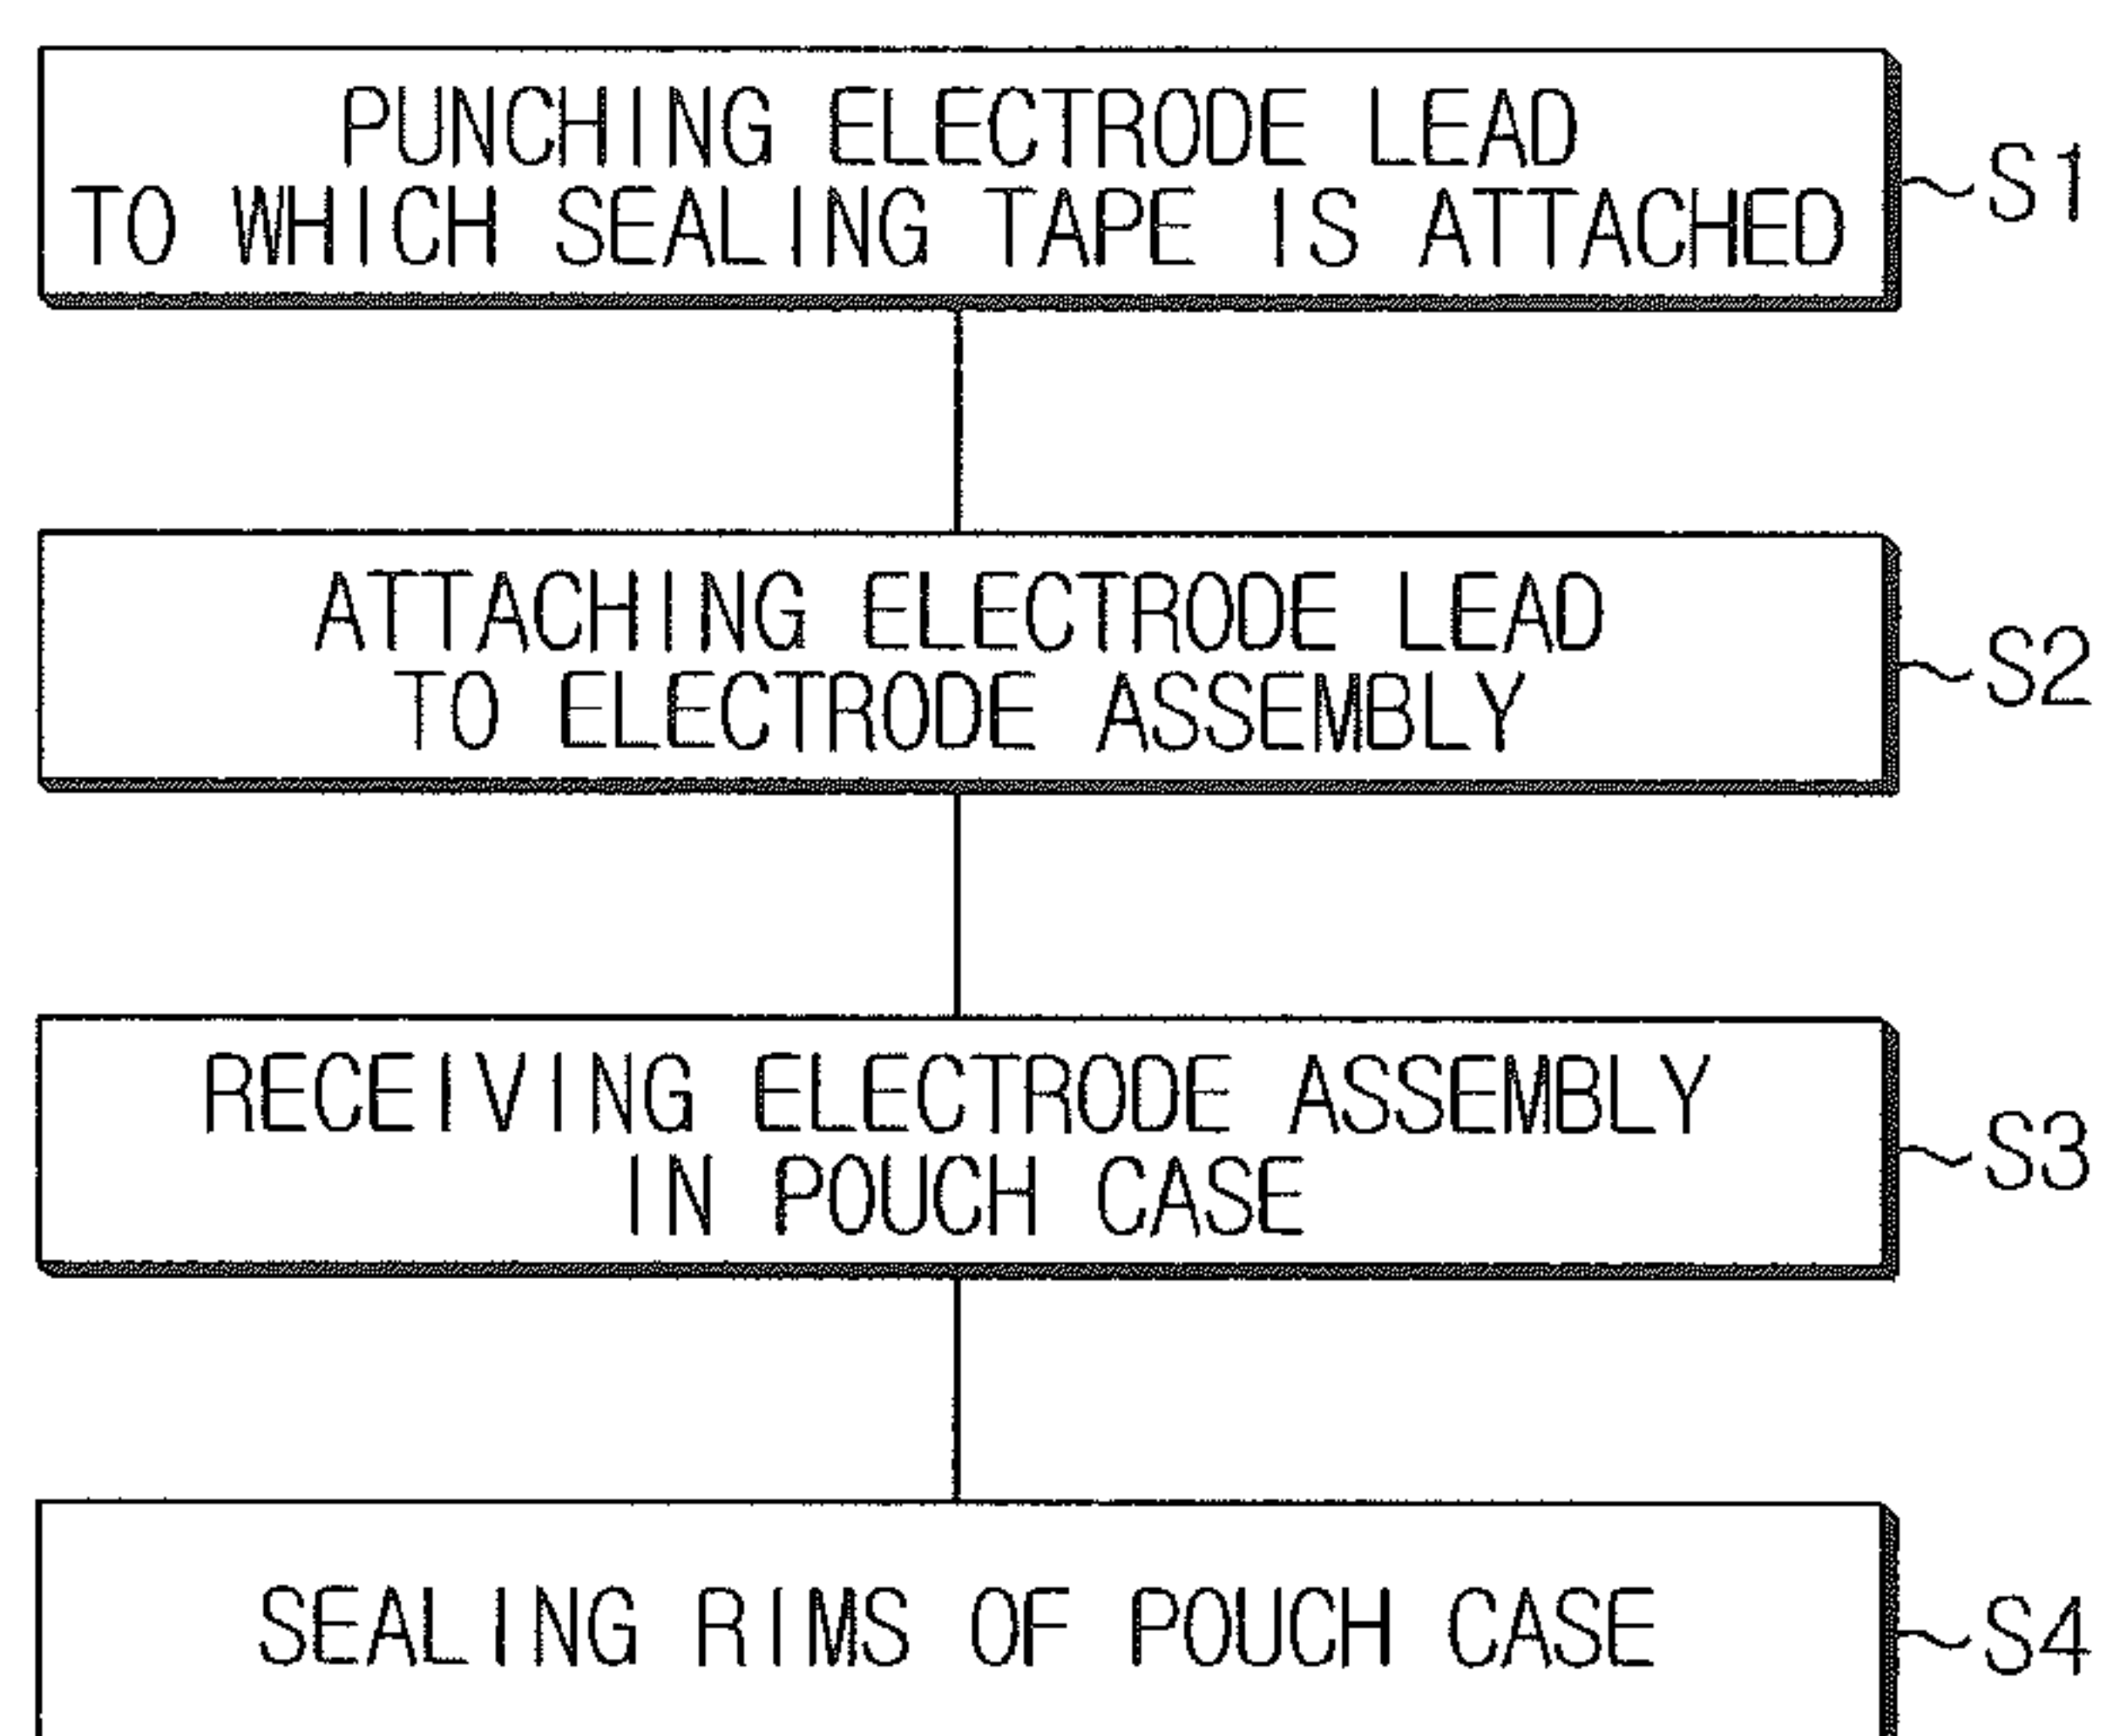 PUNCHING ELECTRODE LEAD
TO WHICH SEALING TAPE IS ATTACHED
S1
ATTACHING ELECTRODE LEAD
TO ELECTRODE ASSEMBLY
S2
RECEIVING ELECTRODE ASSEMBLY
IN POUCH CASE
S3
SEALING RIMS OF POUCH CASE
S4